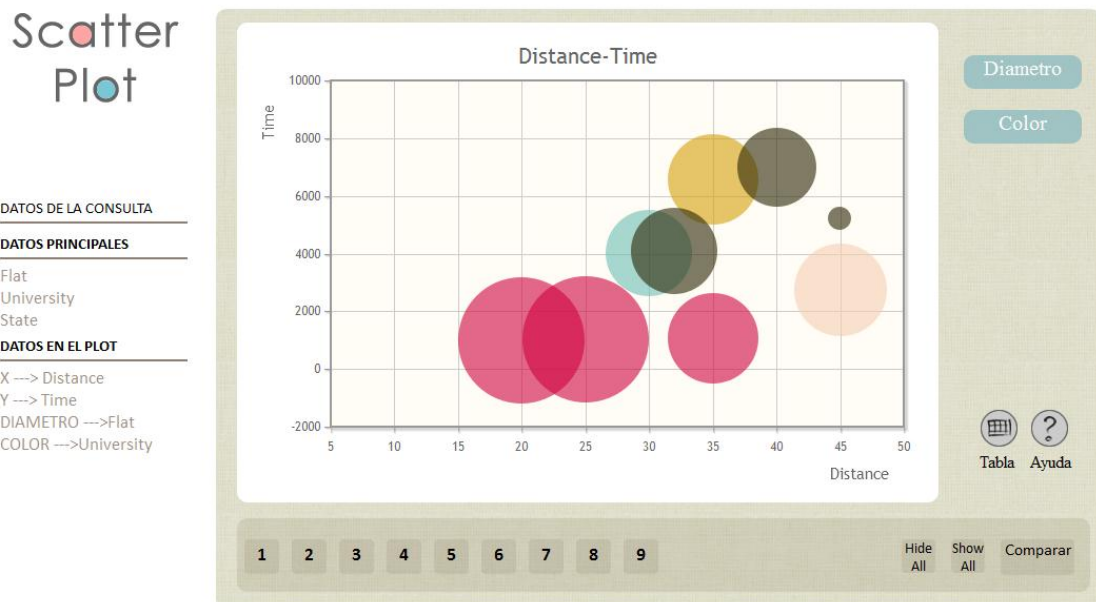 Scatter
Plot
DATOS DE LA CONSULTA
DATOS PRINCIPALES
Flat
University
State
DATOS EN EL PLOT
X ---> Distance
Y ---> Time
DIAMETRO --->Flat
COLOR --->University
Distance-Time
Time
10000
8000
6000
4000
2000
0
-2000
5 10 15 20 25 30 35 40 45 50
Distance
Diametro
Color
Tabla
? Ayuda
1 2 3 4 5 6 7 8 9
Hide All
Show All
Comparar